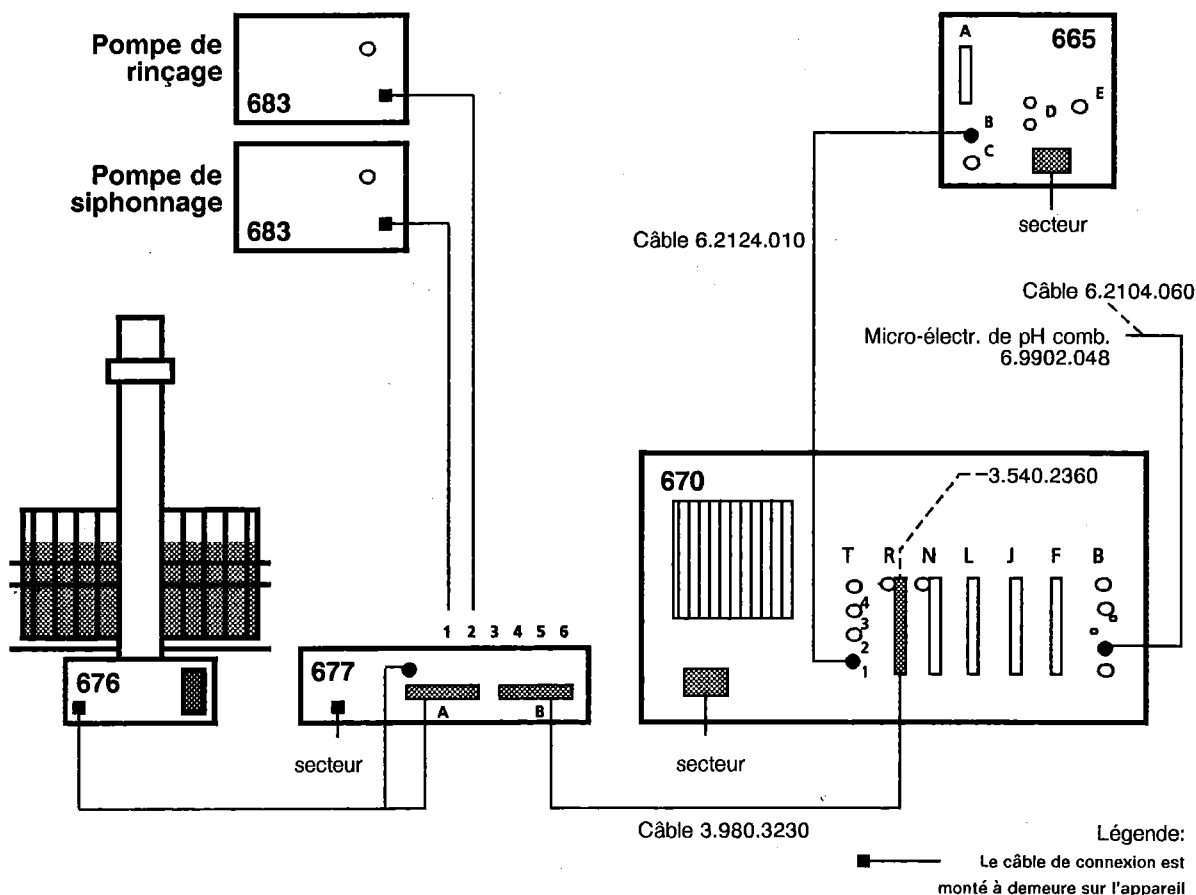 Pompe de
rinçage
683
Pompe de
siphonnage
683
A
665
E
D
B
C
secteur
Câble 6.2124.010
Câble 6.2104.060
Micro-électr. de pH comb.
6.9902.048
670
3.540.2360
T R N L J F B
4
3
2
1
secteur
1 2 3 4 5 6
676
677
A
B
secteur
Câble 3.980.3230
Légende:
Le câble de connexion est
monté à demeure sur l'appareil